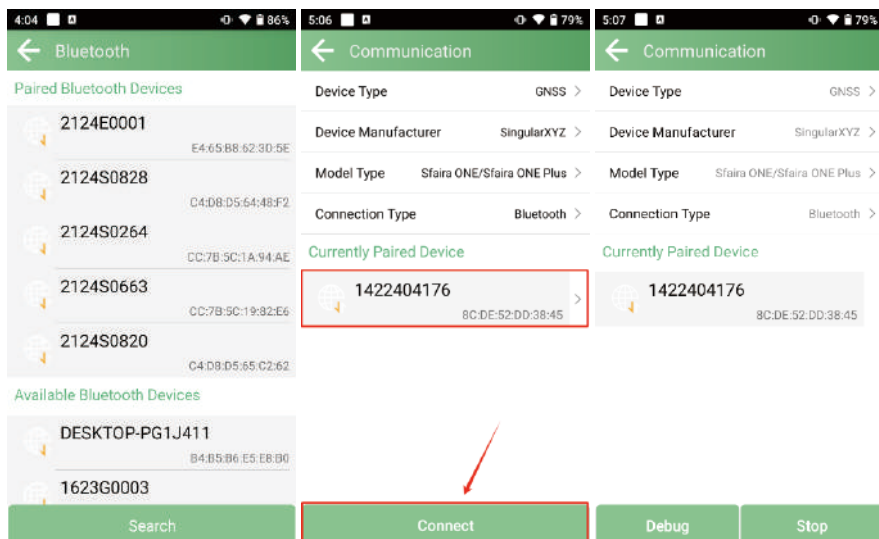 4:04 86%
Bluetooth
Paired Bluetooth Devices
2124E0001
E4:65:B8:62:3D:5E
2124S0828
C4:D8:D5:64:48:F2
2124S0264
CC:7B:5C:1A:94:AE
2124S0663
CC:7B:5C:19:82:E6
2124S0820
C4:D8:D5:65:C2:62
Available Bluetooth Devices
DESKTOP-PG1J411
B4:B5:B6:E5:E8:B0
1623G0003
Search
5:06 79%
Communication
Device Type GNSS >
Device Manufacturer SingularXYZ >
Model Type Sfaira ONE/Sfaira ONE Plus >
Connection Type Bluetooth >
Currently Paired Device
1422404176 >
8C:DE:52:DD:38:45
Connect
5:07 79%
Communication
Device Type GNSS >
Device Manufacturer SingularXYZ >
Model Type Sfaira ONE/Sfaira ONE Plus >
Connection Type Bluetooth >
Currently Paired Device
1422404176
8C:DE:52:DD:38:45
Debug Stop